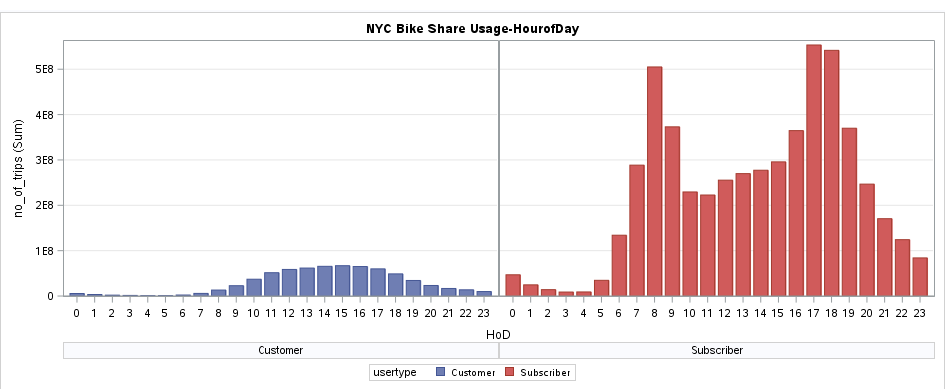 NYC Bike Share Usage-HourofDay
no_of_trips (Sum)
5E8
4E8
3E8
2E8
1E8
0
0 1 2 3 4 5 6 7 8 9 10 11 12 13 14 15 16 17 18 19 20 21 22 23 0 1 2 3 4 5 6 7 8 9 10 11 12 13 14 15 16 17 18 19 20 21 22 23
HoD
Customer Subscriber
usertype Customer Subscriber